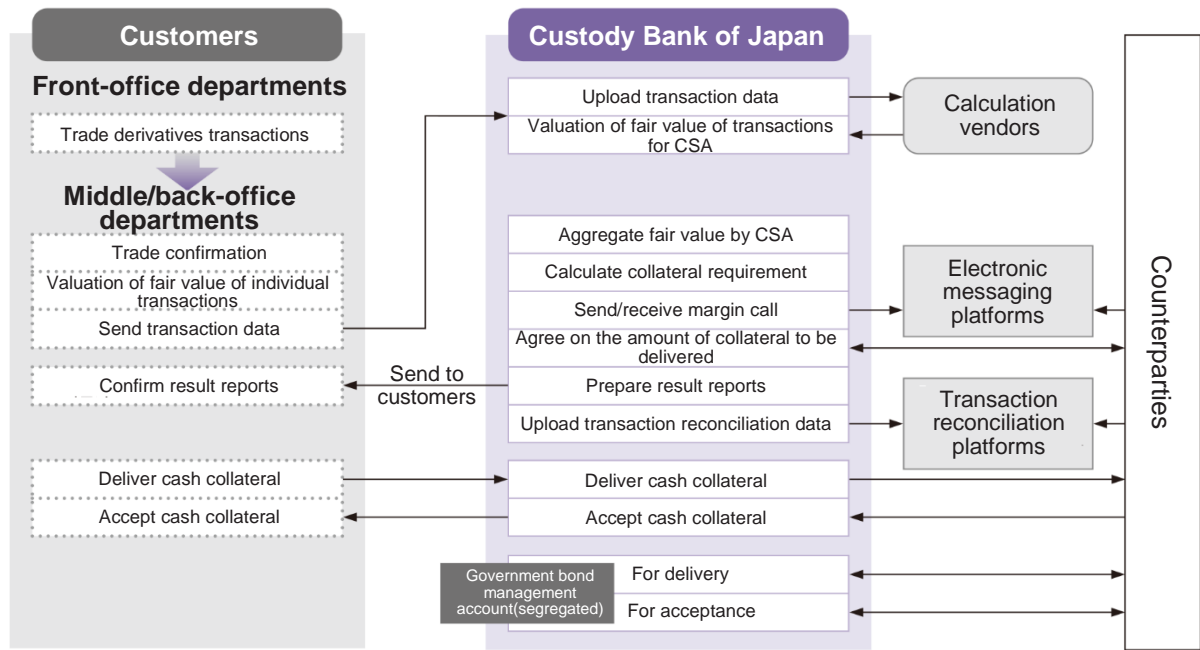 Customers
Front-office departments
Trade derivatives transactions
Middle/back-office
departments
Trade confirmation
Valuation of fair value of individual
transactions
Send transaction data
Confirm result reports
Deliver cash collateral
Accept cash collateral
Send to
customers
Custody Bank of Japan
Upload transaction data
Valuation of fair value of transactions
for CSA
Aggregate fair value by CSA
Calculate collateral requirement
Send/receive margin call
Agree on the amount of collateral to be
delivered
Prepare result reports
Upload transaction reconciliation data
Deliver cash collateral
Accept cash collateral
Government bond
management
account(segregated)
For delivery
For acceptance
Calculation
vendors
Electronic
messaging
platforms
Transaction
reconciliation
platforms
Counterparties